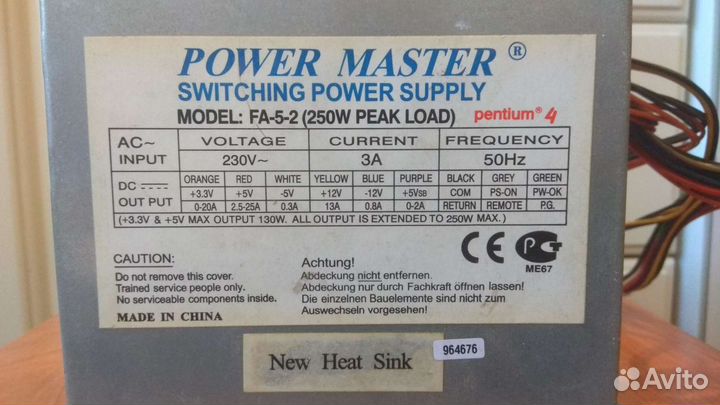 POWER MASTER ®
SWITCHING POWER SUPPLY
MODEL: FA-5-2 (250W PEAK LOAD) pentium® 4
AC~ INPUT VOLTAGE CURRENT FREQUENCY
230V~ 3A 50Hz
DC OUT PUT ORANGE RED WHITE YELLOW BLUE PURPLE BLACK GREY GREEN
+3.3V +5V -5V +12V -12V +5VSB COM PS-ON PW-OK
0-20A 2.5-25A 0.3A 13A 0.8A 0-2A RETURN REMOTE P.G.
(+3.3V & +5V MAX OUTPUT 130W. ALL OUTPUT IS EXTENDED TO 250W MAX.)
CAUTION:
Do not remove this cover.
Trained service people only.
No serviceable components inside.
MADE IN CHINA
Achtung!
Abdeckung nicht entfernen.
Abdeckung nur durch Fachkraft öffnen lassen!
Die einzelnen Bauelemente sind nicht zum
Auswechseln vorgesehen!
CE РСТ
ME67
New Heat Sink
964676
Avito